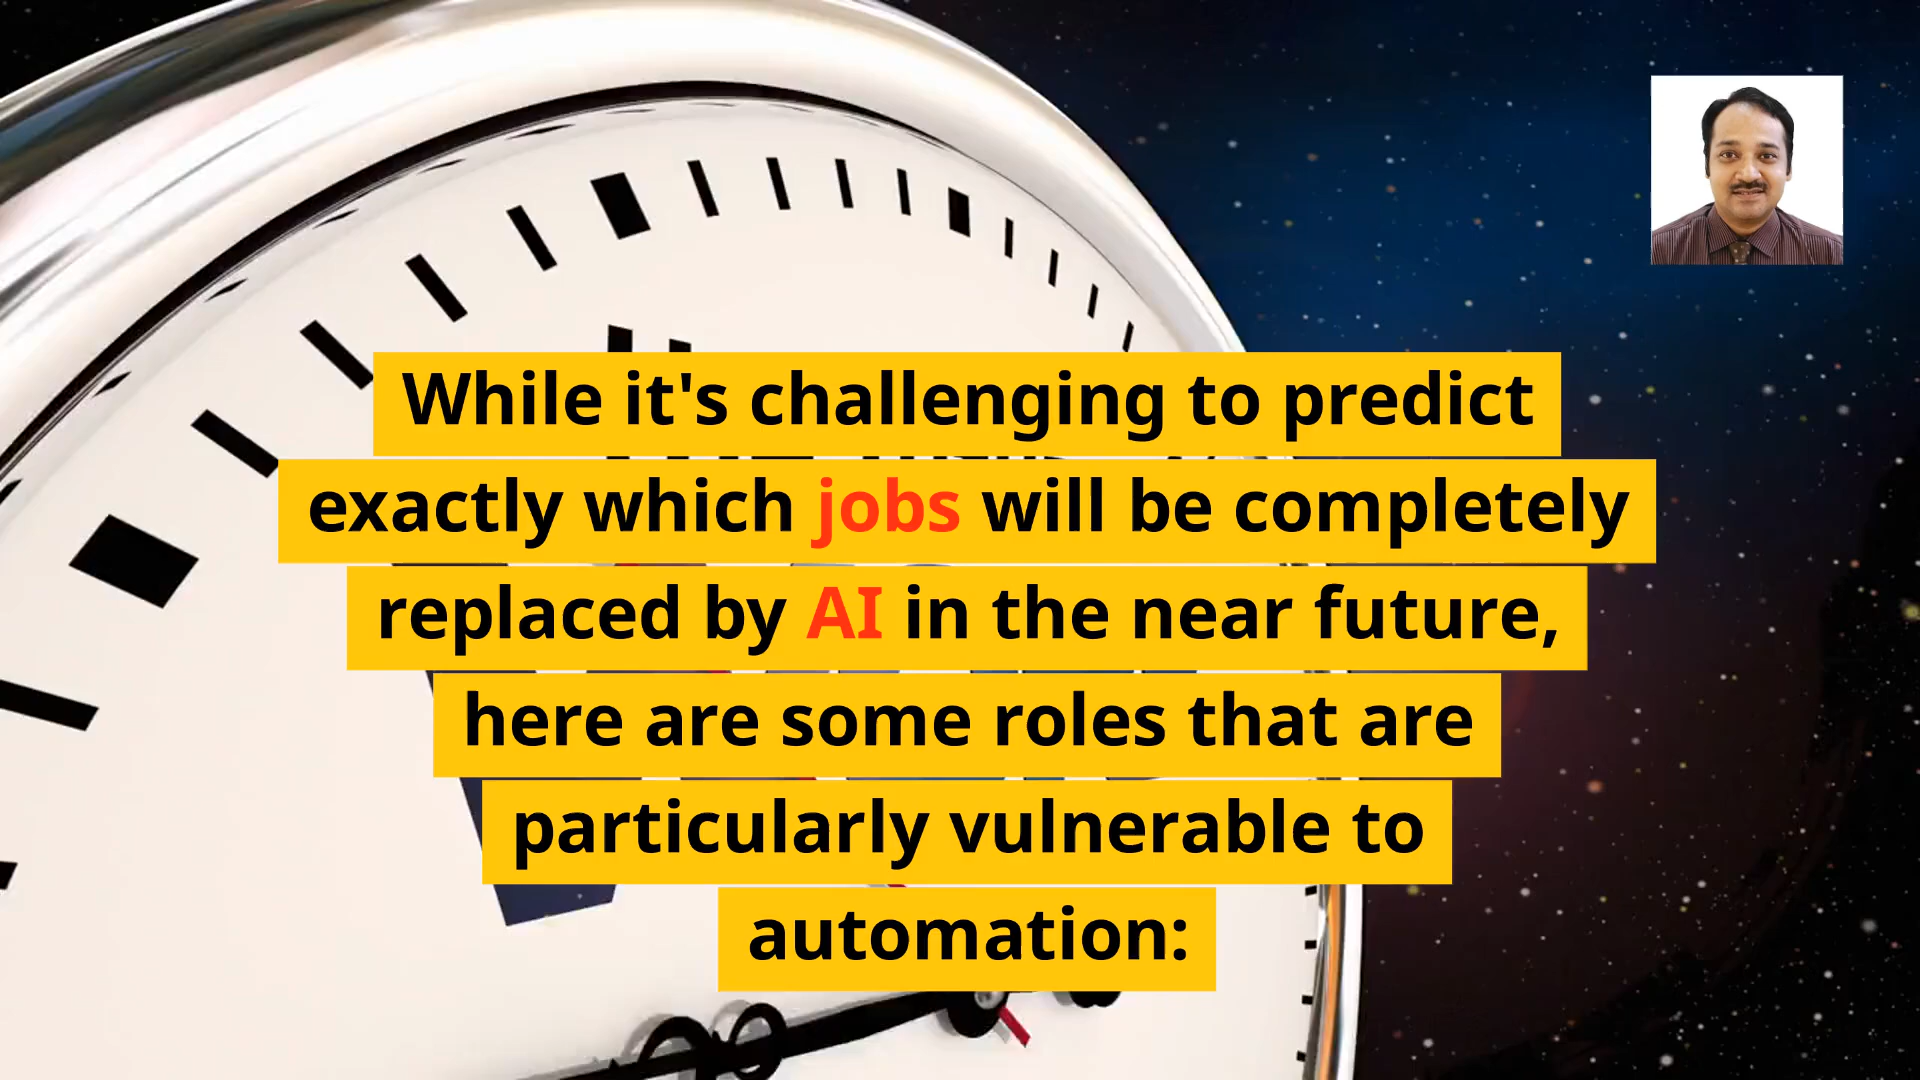 While it's challenging to predict
exactly which jobs will be completely
replaced by AI in the near future,
here are some roles that are
particularly vulnerable to
automation: